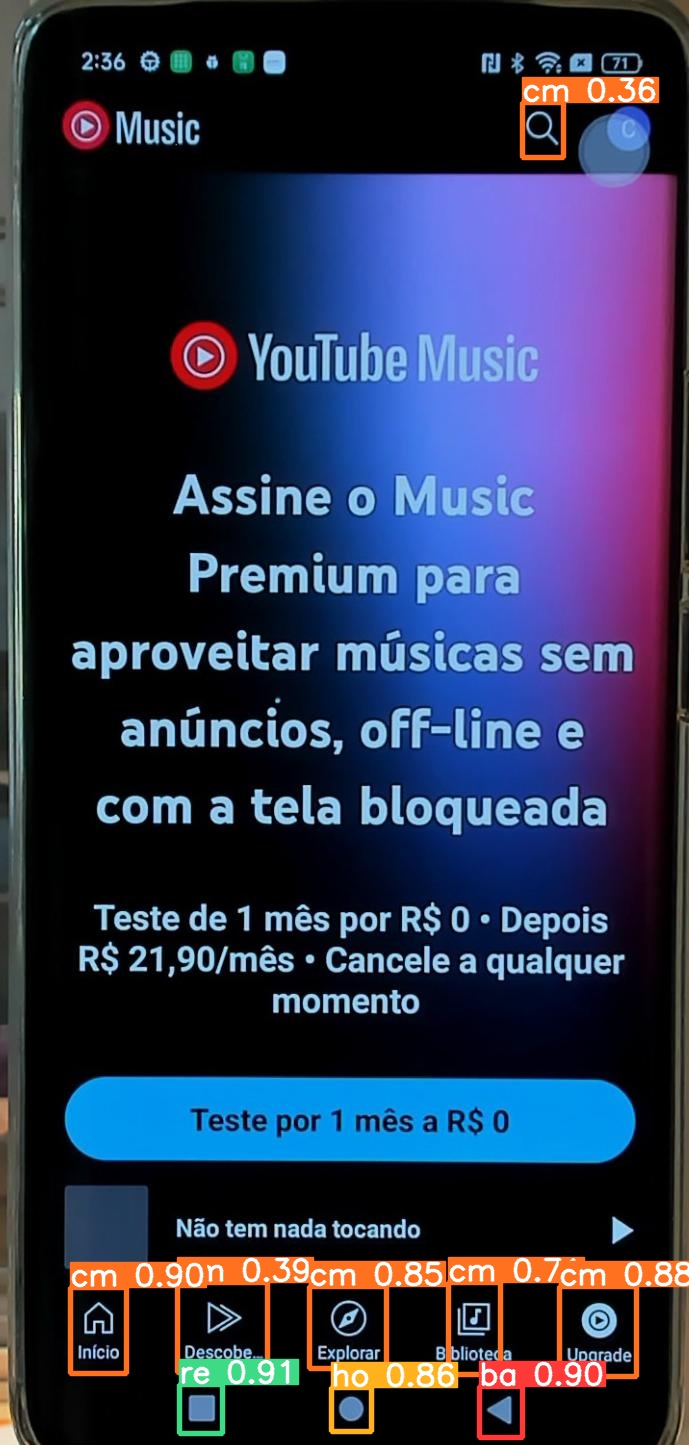 2:36
71
cm 0.36
Music
C
YouTube Music
Assine o Music
Premium para
aproveitar músicas sem
anúncios, off-line e
com a tela bloqueada
Teste de 1 mês por R$ 0 • Depois
R$ 21,90/mês • Cancele a qualquer
momento
Teste por 1 mês a R$ 0
Não tem nada tocando
cm 0.90 0.39 cm 0.85 cm cm 0.88
Início Descobe... Explorar Biblioteca Upgrade
re 0.91 ho 0.86 ba 0.90